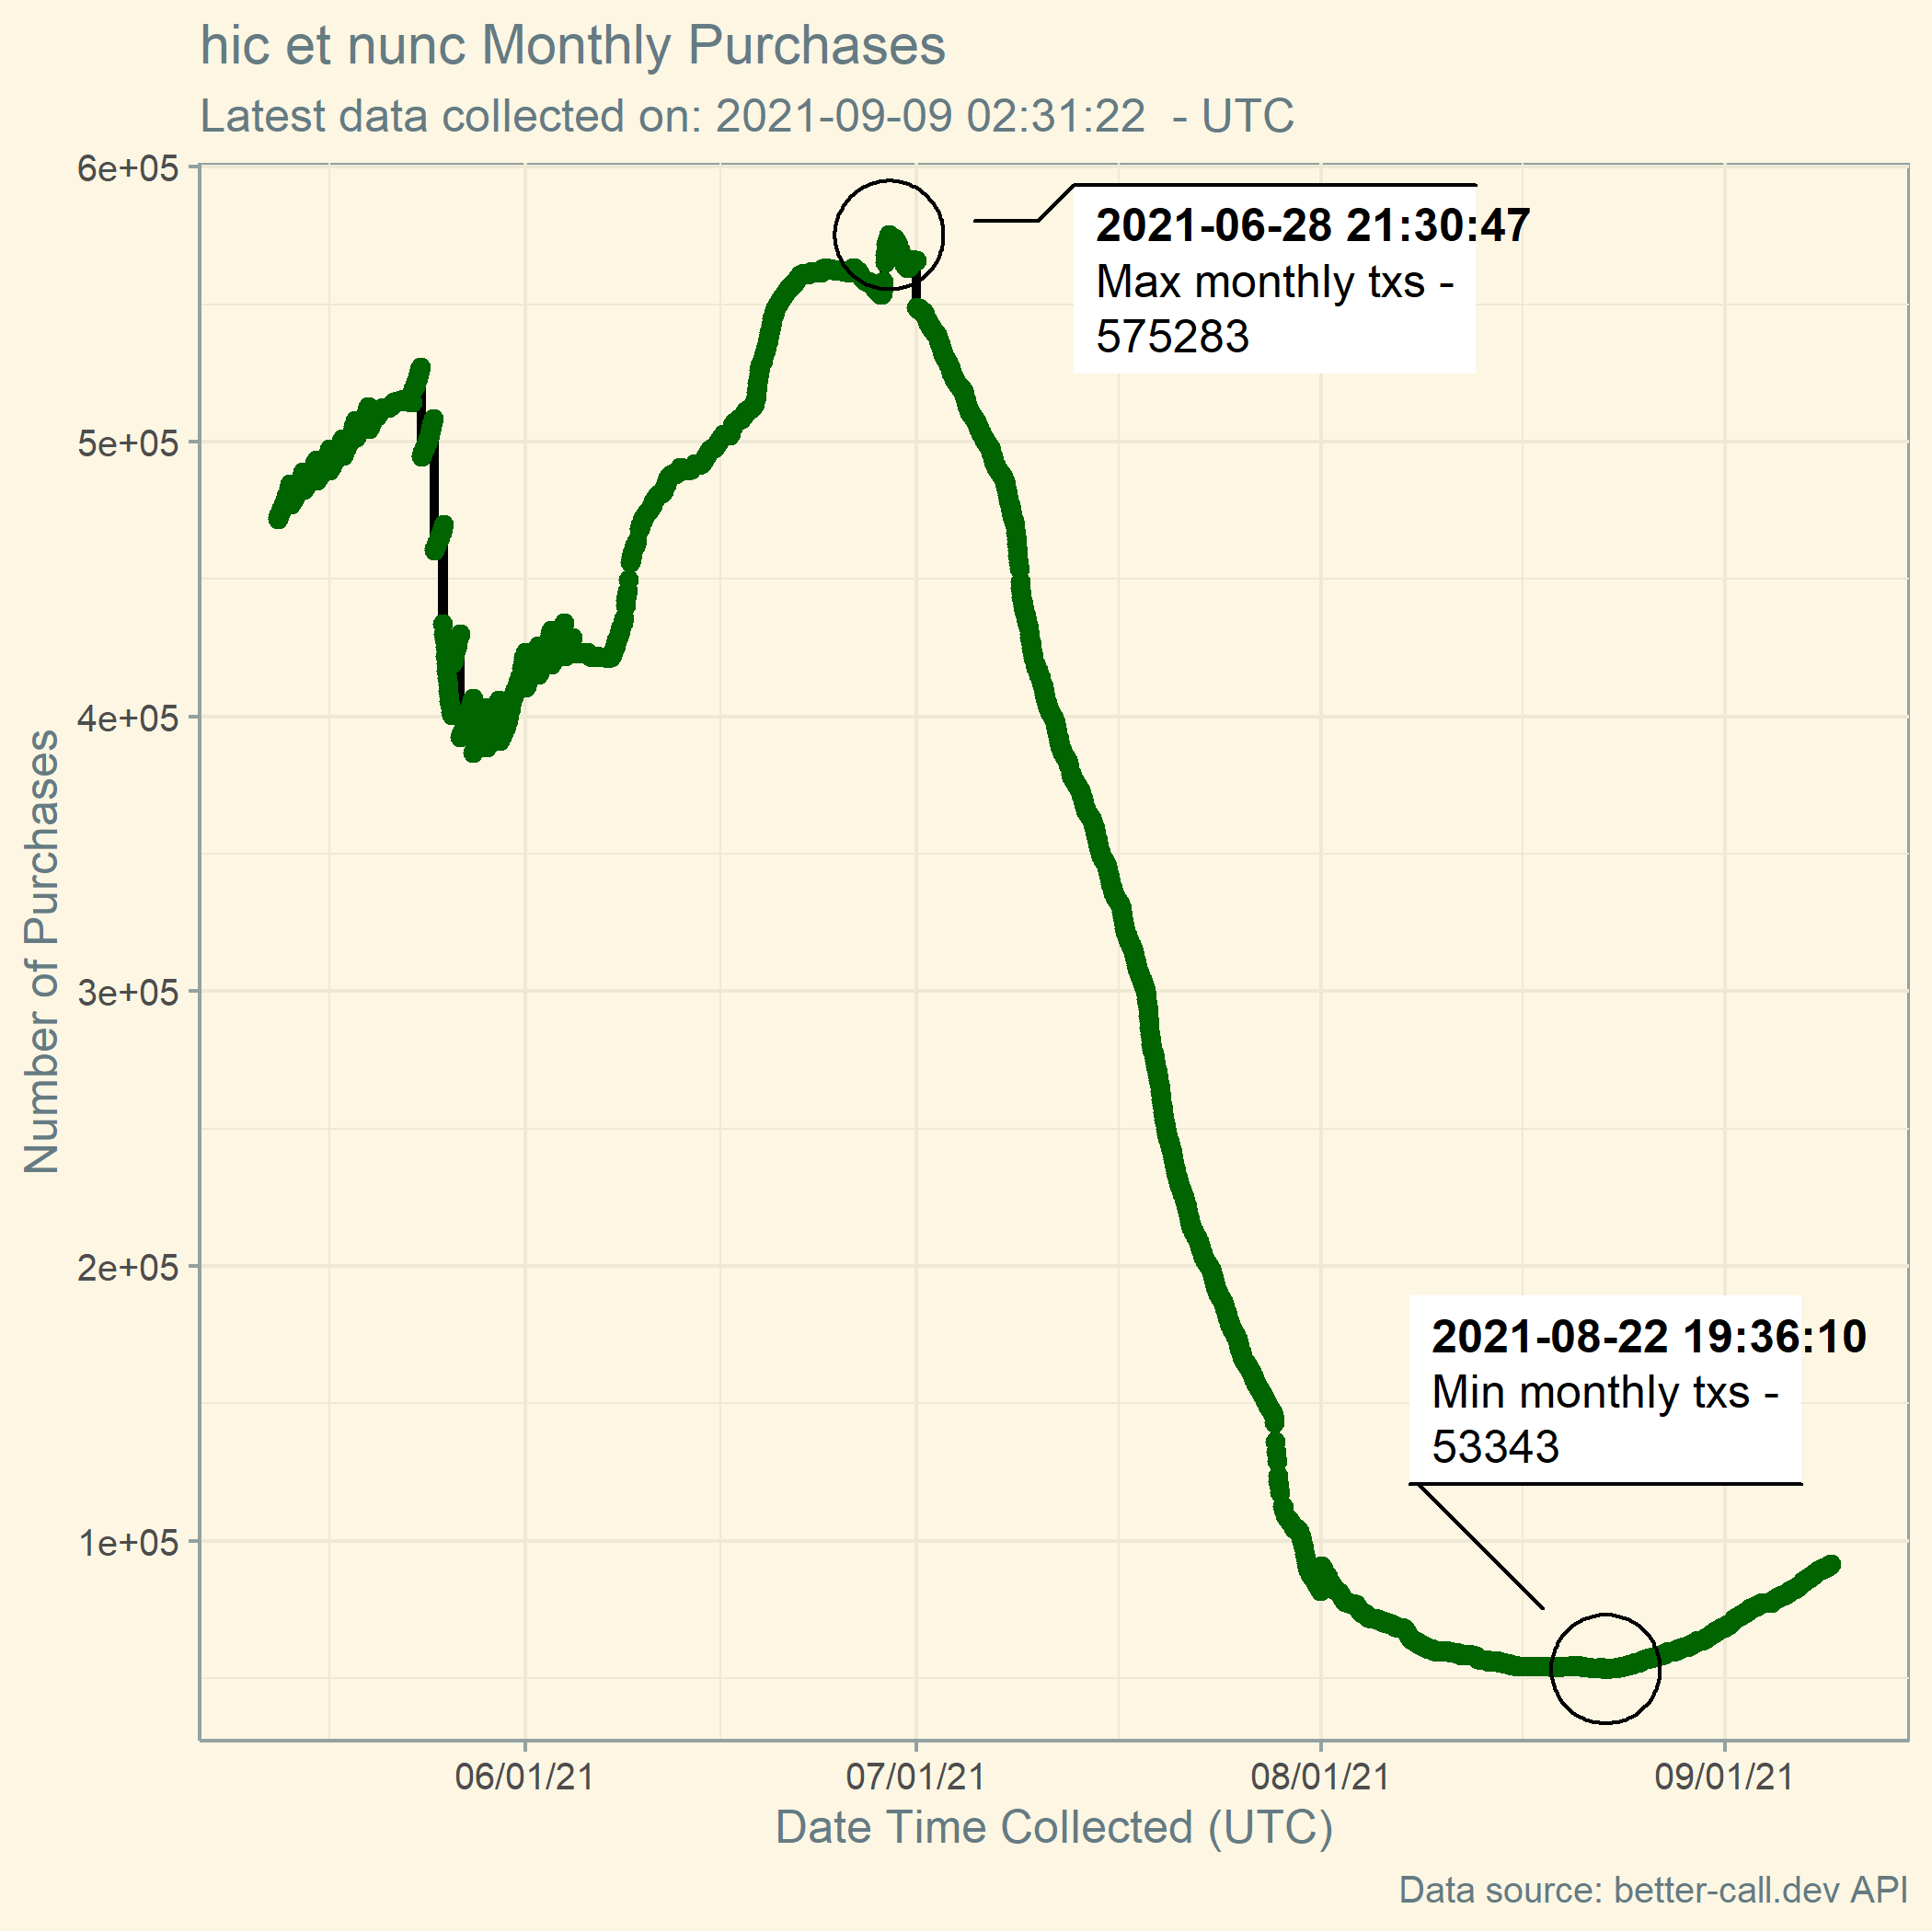 hic et nunc Monthly Purchases
Latest data collected on: 2021-09-09 02:31:22  - UTC
6e+05
5e+05
4e+05
3e+05
2e+05
1e+05
Number of Purchases
2021-06-28 21:30:47
Max monthly txs -
575283
2021-08-22 19:36:10
Min monthly txs -
53343
06/01/21
07/01/21
08/01/21
09/01/21
Date Time Collected (UTC)
Data source: better-call.dev API